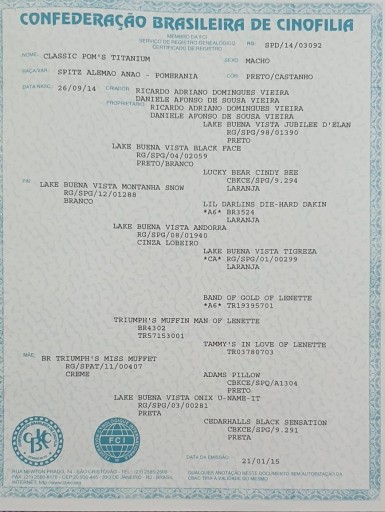 CONFEDERAÇÃO BRASILEIRA DE CINOFILIA
MEMBRO DA FCI
SERVIÇO DE REGISTRO GENEALÓGICO
CERTIFICADO DE REGISTRO
RG: SPD/14/03092
NOME: CLASSIC POM'S TITANIUM
SEXO: MACHO
RAÇA/VAR: SPITZ ALEMAO ANAO - POMERANIA
COR: PRETO/CASTANHO
DATA NASC: 26/09/14
CRIADOR: RICARDO ADRIANO DOMINGUES VIEIRA
DANIELE AFONSO DE SOUSA VIEIRA
PROPRIETÁRIO: RICARDO ADRIANO DOMINGUES VIEIRA
DANIELE AFONSO DE SOUSA VIEIRA
LAKE BUENA VISTA JUBILEE D'ELAN
RG/SPG/98/01390
PRETO
LAKE BUENA VISTA BLACK FACE
RG/SPG/04/02059
PRETO/BRANCO
LUCKY BEAR CINDY BEE
CBKCE/SPG/9.294
LARANJA
PAI: LAKE BUENA VISTA MONTANHA SNOW
RG/SPG/12/01288
BRANCO
LIL DARLINS DIE-HARD DAKIN
*A6* BR3524
LARANJA
LAKE BUENA VISTA ANDORRA
RG/SPG/08/01940
CINZA LOBEIRO
LAKE BUENA VISTA TIGREZA
*CA* RG/SPG/01/00299
LARANJA
BAND OF GOLD OF LENETTE
*A6* TR19395701
TRIUMPH'S MUFFIN MAN OF LENETTE
BR4302
TR57153001
TAMMY'S IN LOVE OF LENETTE
TR03780703
MÃE: BR TRIUMPH'S MISS MUFFET
RG/SPAT/11/00407
CREME
ADAMS PILLOW
CBKCE/SPQ/A1304
PRETO
LAKE BUENA VISTA ONIX U-NAME-IT
RG/SPG/03/00281
PRETA
CEDARHALLS BLACK SENSATION
CBKCE/SPG/9.291
PRETA
CBKC
FCI
DATA DA EMISSÃO:
21/01/15
RUA NEWTON PRADO, 74 - SÃO CRISTÓVÃO - TEL.:
RIO DE JANEIRO - RJ - BRASIL
QUALQUER ANOTAÇÃO NESTE DOCUMENTO SEM AUTORIZAÇÃO DA
CBKC TERÁ A VALIDADE DO MESMO.